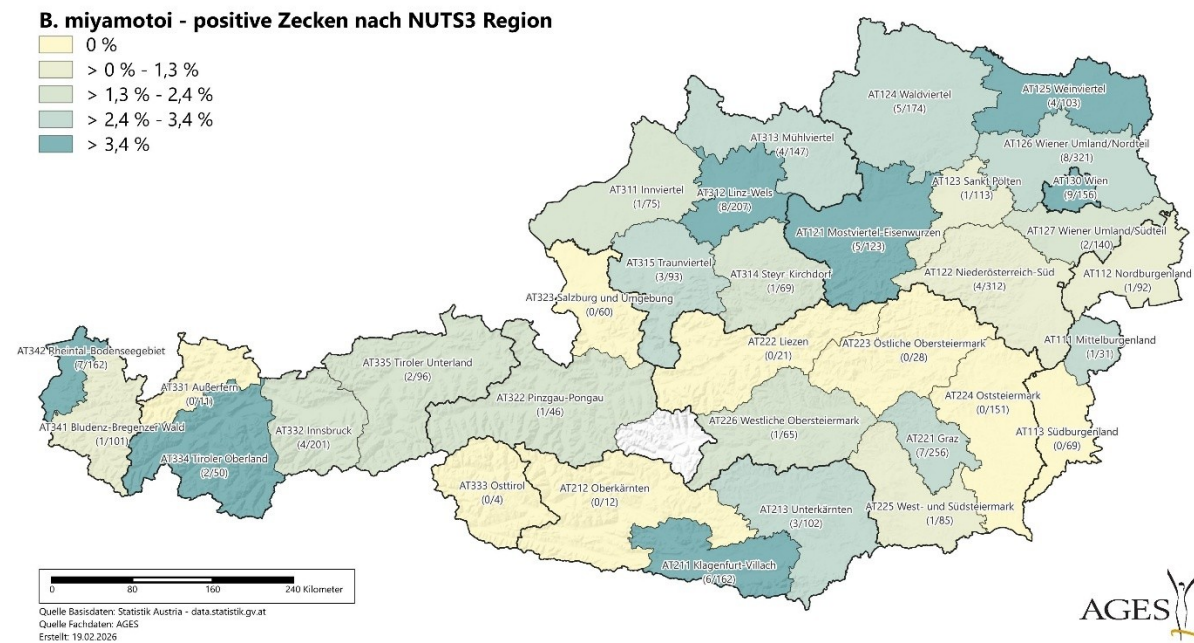 B. miyamotoi - positive Zecken nach NUTS3 Region
0 %
> 0 % - 1,3 %
> 1,3 % - 2,4 %
> 2,4 % - 3,4 %
> 3,4 %
AT124 Waldviertel
(5/174)
AT125 Weinviertel
(4/103)
AT313 Mühlviertel
(4/147)
AT126 Wiener Umland/Nordteil
(8/321)
AT311 Innviertel
(1/75)
AT312 Linz-Wels
(8/207)
AT123 Sankt Pölten
(1/113)
AT130 Wien
(9/156)
AT121 Mostviertel-Eisenwurzen
(5/123)
AT127 Wiener Umland/Südteil
(2/140)
AT315 Traunviertel
(3/93)
AT314 Steyr-Kirchdorf
(1/69)
AT122 Niederösterreich-Süd
(4/312)
AT112 Nordburgenland
(1/92)
AT323 Salzburg und Umgebung
(0/60)
AT222 Liezen
(0/21)
AT223 Östliche Obersteiermark
(0/28)
AT111 Mittelburgenland
(1/31)
AT342 Rheintal-Bodenseegebiet
(7/162)
AT335 Tiroler Unterland
(2/96)
AT331 Außerfern
(0/11)
AT322 Pinzgau-Pongau
(1/46)
AT224 Oststeiermark
(0/151)
AT341 Bludenz-Bregenzer Wald
(1/101)
AT332 Innsbruck
(4/201)
AT226 Westliche Obersteiermark
(1/65)
AT221 Graz
(7/256)
AT113 Südburgenland
(0/69)
AT334 Tiroler Oberland
(2/50)
AT333 Osttirol
(0/4)
AT212 Oberkärnten
(0/12)
AT213 Unterkärnten
(3/102)
AT225 West- und Südsteiermark
(1/85)
AT211 Klagenfurt-Villach
(6/162)
0 80 160 240 Kilometer
Quelle Basisdaten: Statistik Austria - data.statistik.gv.at
Quelle Fachdaten: AGES
Erstellt: 19.02.2026
AGES